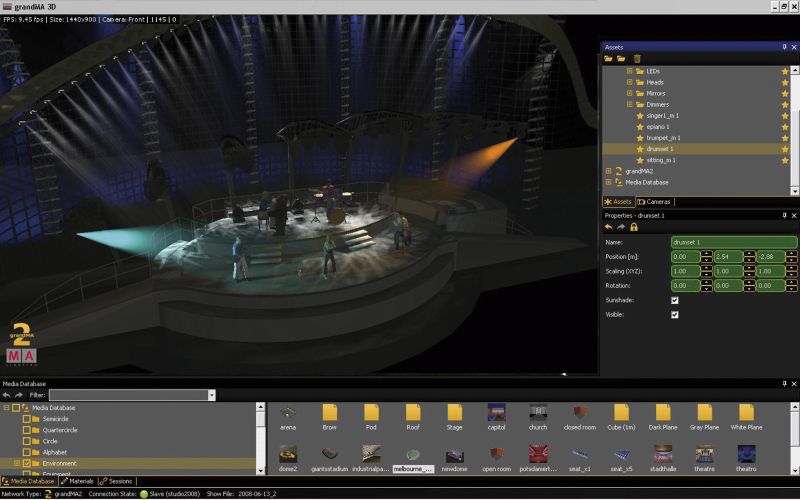 grandMA 3D
FPS: 9.45 fps | Size: 1440x900 | Camera: Front | 1145 | 0
Assets
LEDs
Heads
Mirrors
Dimmers
singer1_m 1
epiano 1
trumpet_m 1
drumset 1
sitting_m 1
grandMA2
Media Database
Assets Cameras
Properties - drumset 1
Name: drumset 1
Position [m]: 0.00 2.54 -2.88
Scaling (XYZ): 1.00 1.00 1.00
Rotation: 0.00 0.00 0.00
Sunshade:
Visible:
2
grandMA
MA
LIGHTING
Media Database
Filter:
Media Database
Semicircle
Quartercircle
Circle
Alphabet
Environment
Equipment
arena Brow Pod Roof Stage capitol church closed room Cube (1m) Dark Plane Gray Plane White Plane
dome2 giantsstadium industrialpa... melbourne_... newdome open room potsdamert... seat_x1 seat_x5 stadthalle theatre theatro
Media Database Materials Sessions
Network Type: grandMA2 Connection State: Slave (studio2008) Show File: 2008-06-13_2